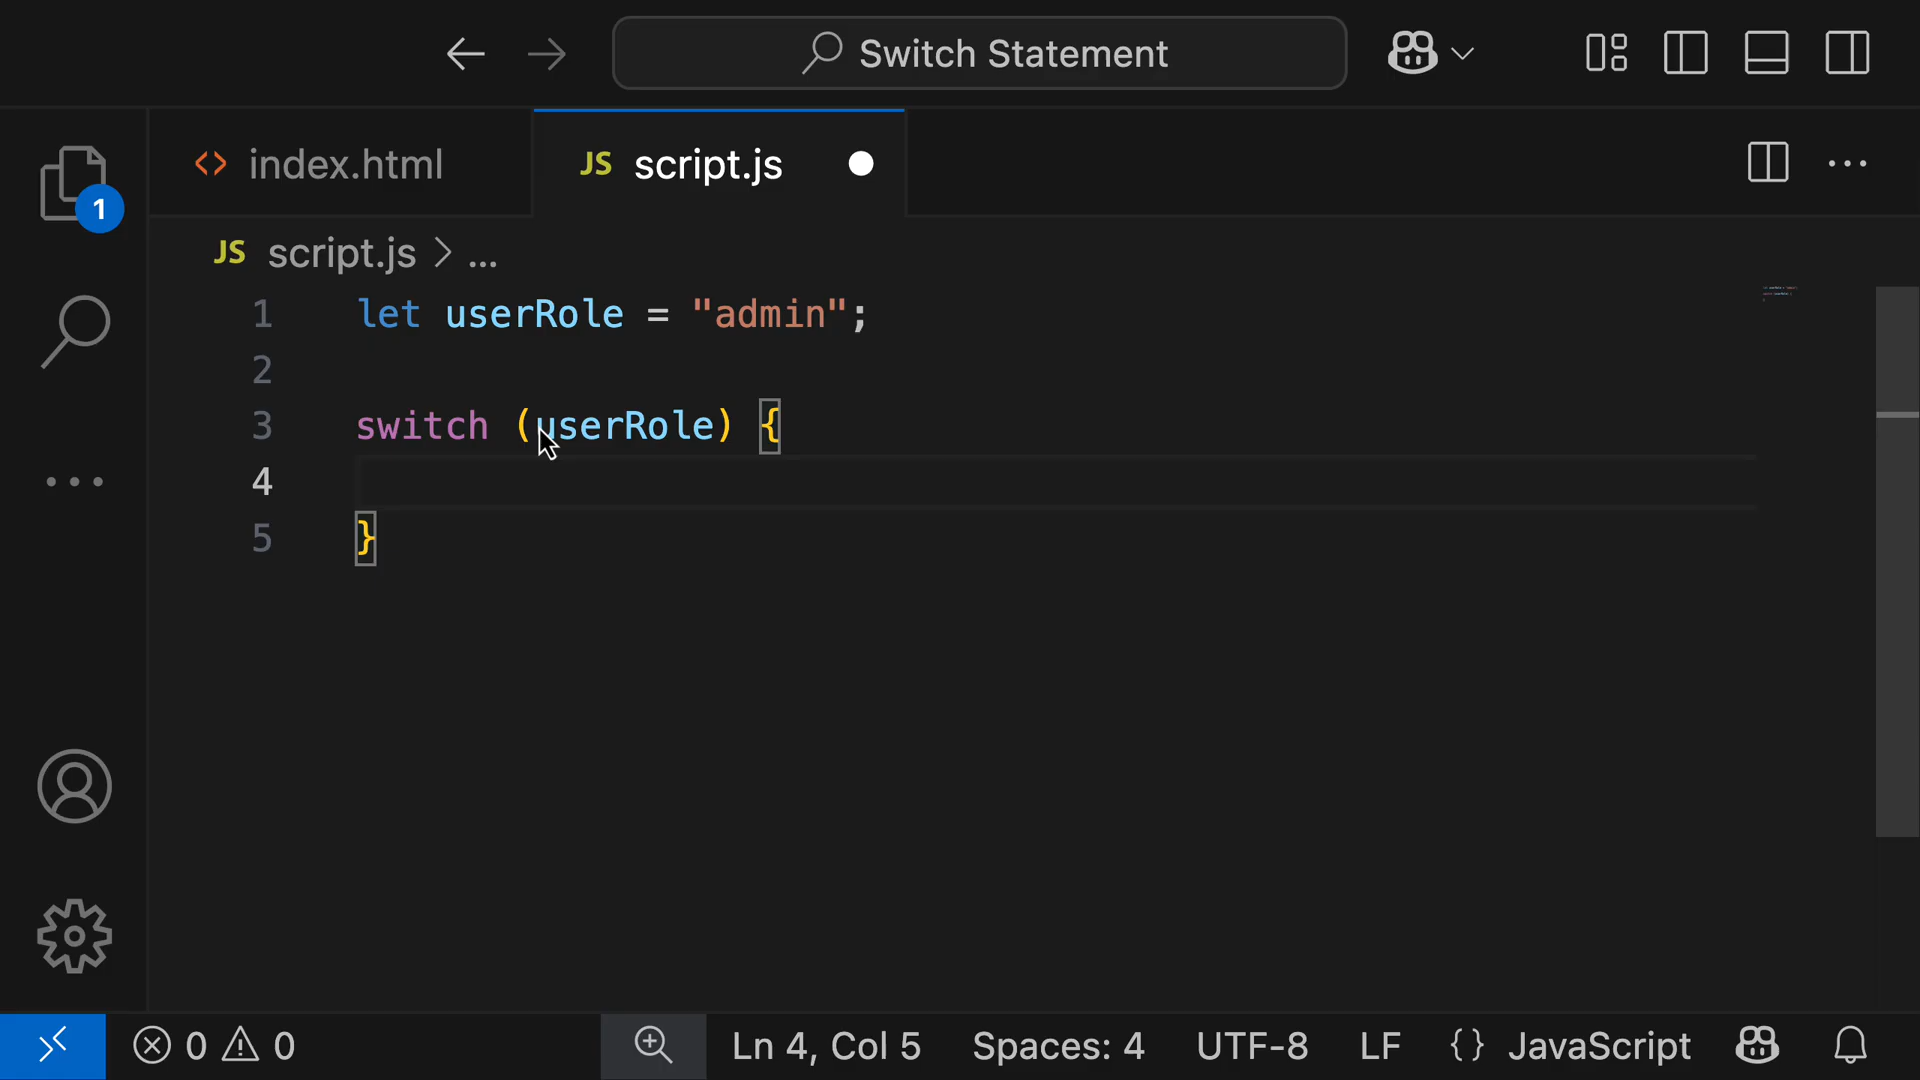 Switch Statement
index.html
JS script.js
1
JS script.js > ...
1 let userRole = "admin";
2
3 switch (userRole) {
4
5 }
0 0 Ln 4, Col 5 Spaces: 4 UTF-8 LF {} JavaScript